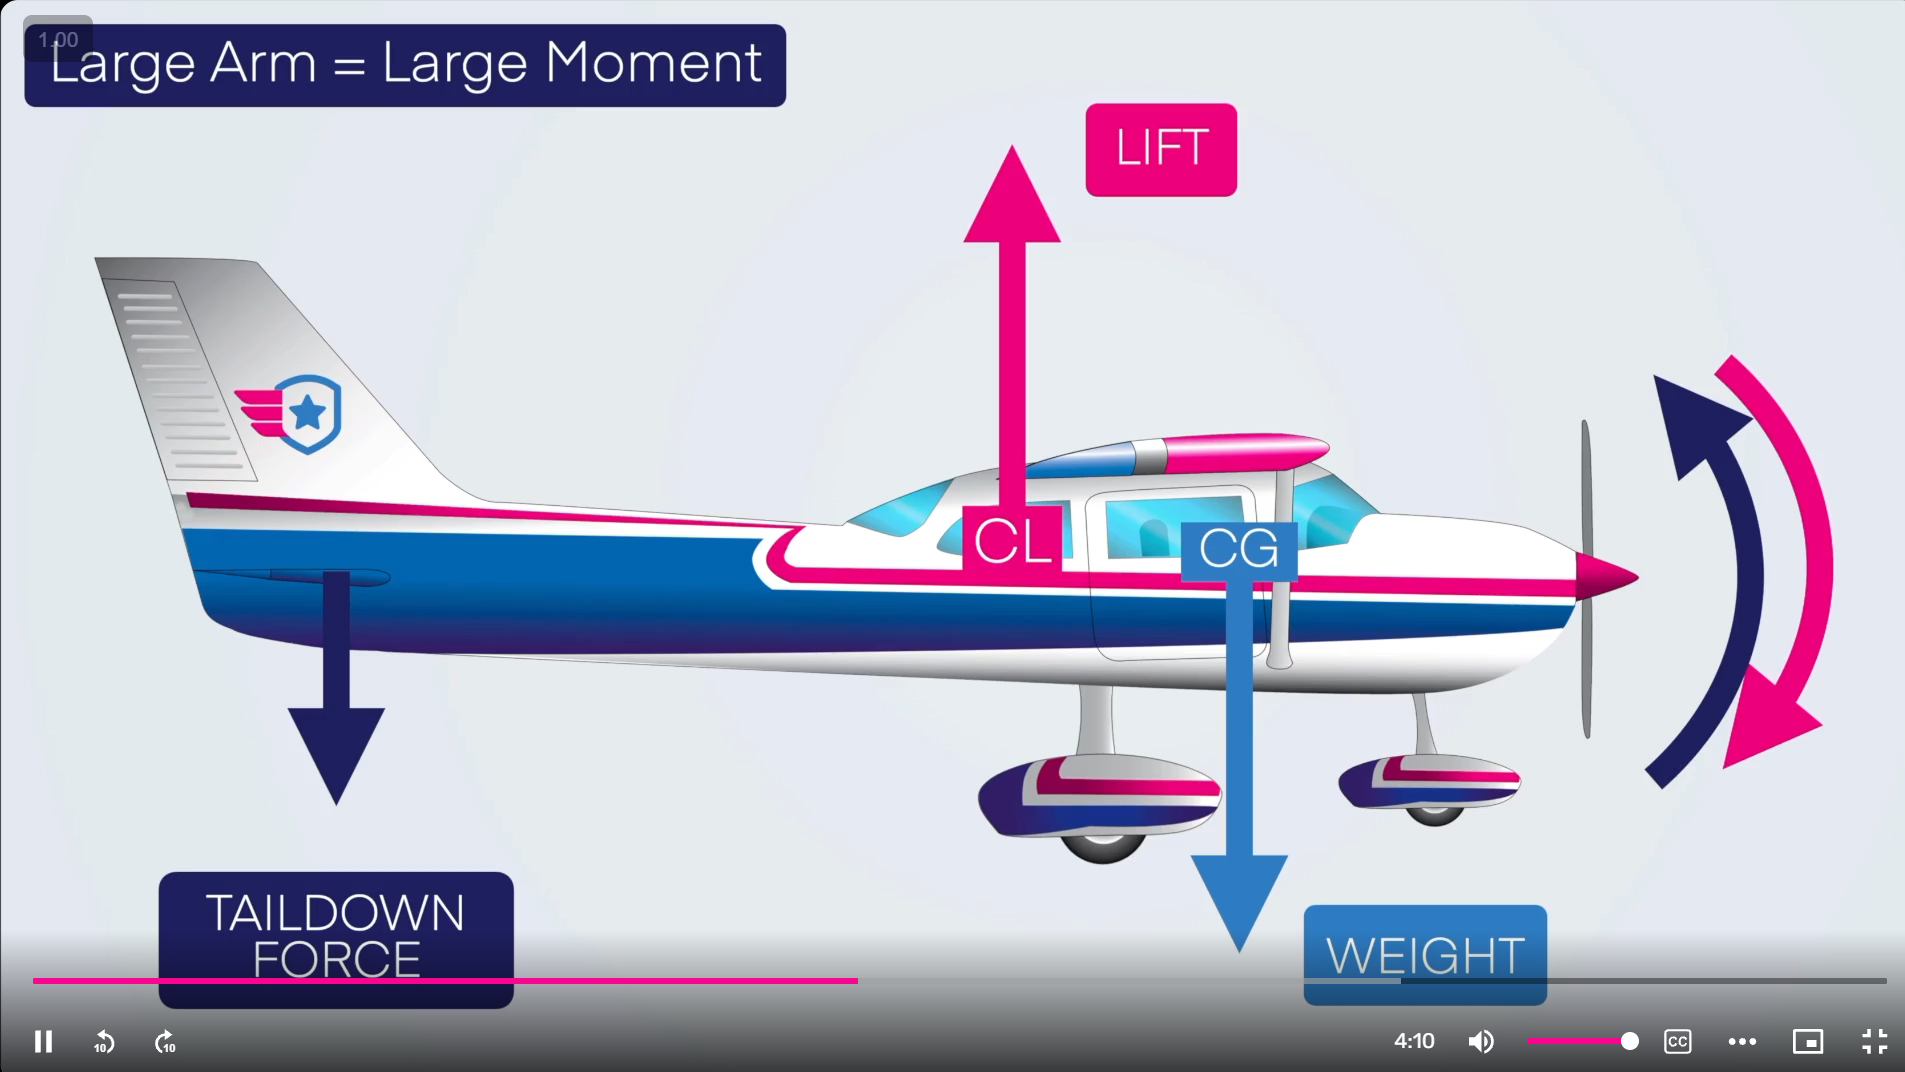 1.00
Large Arm = Large Moment
LIFT
CL
CG
TAILDOWN
FORCE
WEIGHT
10
10
4:10
CC